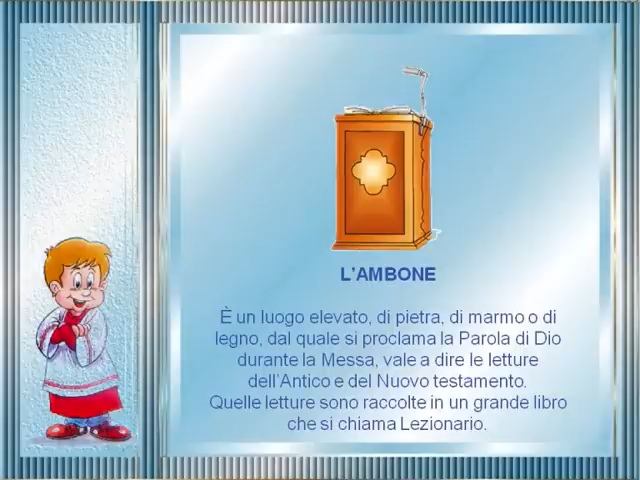 L'AMBONE
È un luogo elevato, di pietra, di marmo o di
legno, dal quale si proclama la Parola di Dio
durante la Messa, vale a dire le letture
dell'Antico e del Nuovo testamento.
Quelle letture sono raccolte in un grande libro
che si chiama Lezionario.